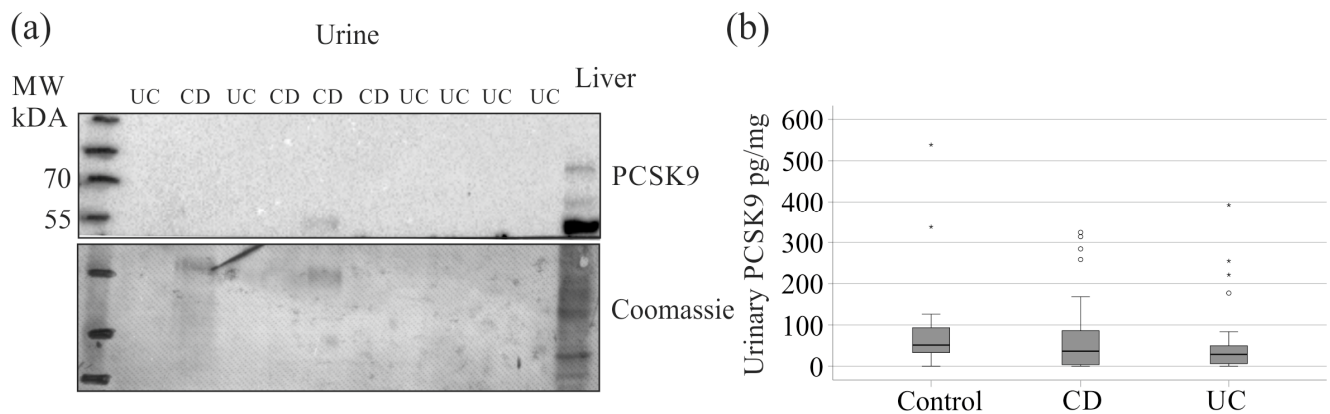 (a)
Urine
MW
kDA
UC CD UC CD CD CD UC UC UC UC
Liver
70
55
PCSK9
Coomassie
(b)
Urinary PCSK9 pg/mg
600
500
400
300
200
100
0
Control CD UC